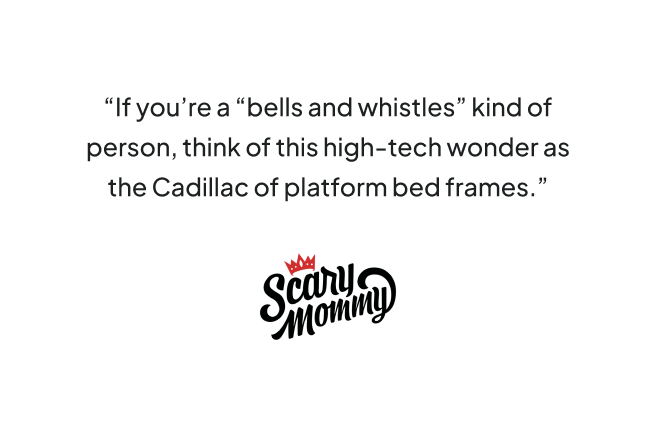 “If you’re a “bells and whistles” kind of
person, think of this high-tech wonder as
the Cadillac of platform bed frames.”
Scary
Mommy